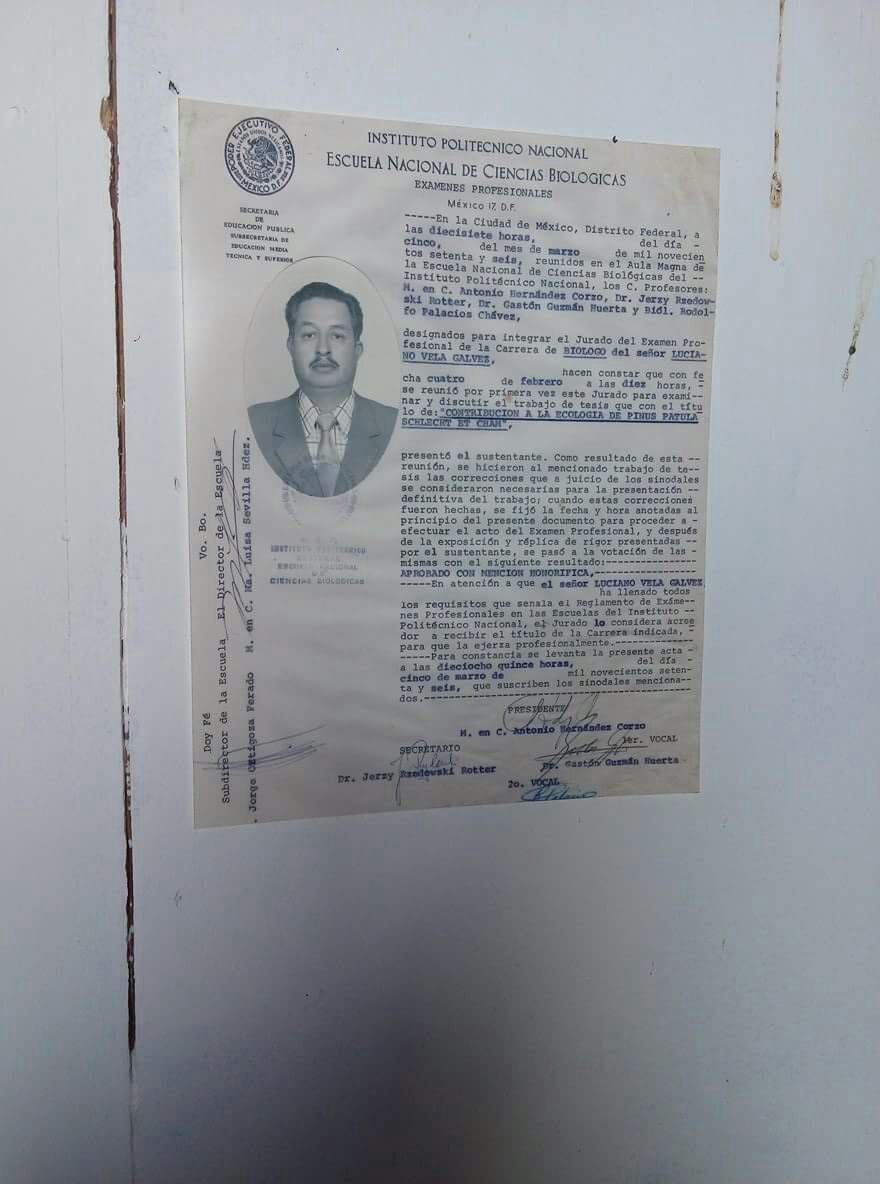 INSTITUTO POLITECNICO NACIONAL
ESCUELA NACIONAL DE CIENCIAS BIOLOGICAS
EXAMENES PROFESIONALES
México 17, D.F.
PODER EJECUTIVO FEDERAL
ESTADOS UNIDOS MEXICANOS
MEXICO D.F.
SECRETARIA
DE
EDUCACION PUBLICA
SUBSECRETARIA DE
EDUCACION MEDIA
TECNICA Y SUPERIOR
-----En la Ciudad de México, Distrito Federal, a
las diecisiete horas, del día -
cinco, del mes de marzo de mil novecien
tos setenta y seis, reunidos en el Aula Magna de
la Escuela Nacional de Ciencias Biológicas del --
Instituto Politécnico Nacional, los C. Profesores:
M. en C. Antonio Hernández Corzo, Dr. Jerzy Rzedow-
ski Rotter, Dr. Gastón Guzmán Huerta y Biól. Rodol-
fo Palacios Chávez,
designados para integrar el Jurado del Examen Pro-
fesional de la Carrera de BIOLOGO del señor LUCIA-
NO VELA GALVEZ,
hacen constar que con fe
cha cuatro de febrero a las diez horas, -
se reunió por primera vez este Jurado para exami-
nar y discutir el trabajo de tesis que con el títu
lo de:"CONTRIBUCION A LA ECOLOGIA DE PINUS PATULA
SCHLECHT ET CHAM",
presentó el sustentante. Como resultado de esta --
reunión, se hicieron al mencionado trabajo de te--
sis las correcciones que a juicio de los sinodales
se consideraron necesarias para la presentación --
definitiva del trabajo; cuando estas correcciones
fueron hechas, se fijó la fecha y hora anotadas al
principio del presente documento para proceder a -
efectuar el acto del Examen Profesional, y después
de la exposición y réplica de rigor presentadas --
por el sustentante, se pasó a la votación de las -
mismas con el siguiente resultado:---------------
APROBADO CON MENCION HONORIFICA,-----------------
-----En atención a que el señor LUCIANO VELA GALVEZ
ha llenado todos
los requisitos que señala el Reglamento de Exáme--
nes Profesionales en las Escuelas del Instituto --
Politécnico Nacional, el Jurado lo considera acree
dor a recibir el título de la Carrera indicada, -
para que la ejerza profesionalmente.--------------
-----Para constancia se levanta la presente acta -
a las dieciocho quince horas, del día -
cinco de marzo de mil novecientos seten-
ta y seis, que suscriben los sinodales menciona--
dos.----------------------------------------------
PRESIDENTE
M. en C. Antonio Hernández Corzo
SECRETARIO
1er. VOCAL
Dr. Jerzy Rzedowski Rotter
Dr. Gastón Guzmán Huerta
2o. VOCAL
INSTITUTO POLITECNICO
NACIONAL
ESCUELA NACIONAL
DE
CIENCIAS BIOLOGICAS
Vo. Bo.
El Director de la Escuela
M. en C. Ma. Luisa Sevilla Hdez.
Doy Fé
Subdirector de la Escuela
Jorge Ortigoza Ferado